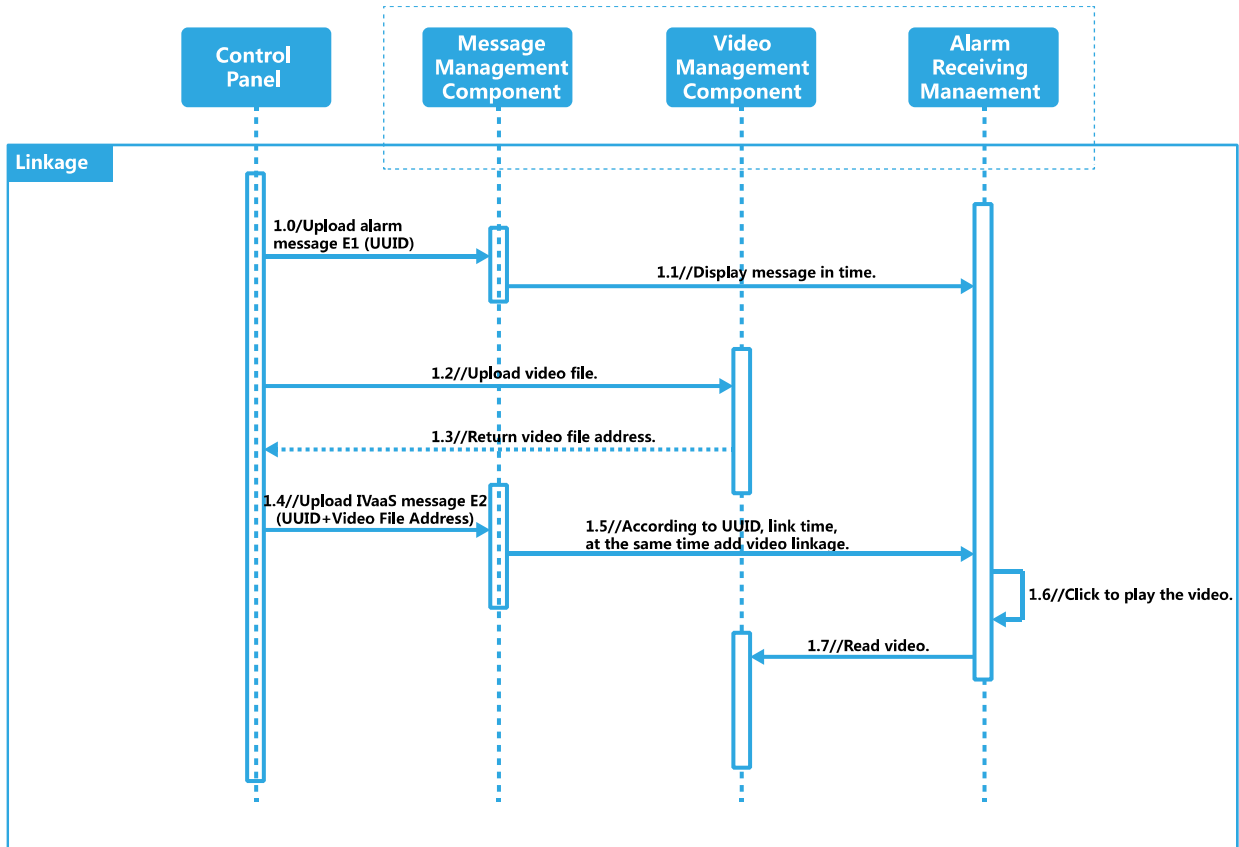 Control
Panel
Message
Management
Component
Video
Management
Component
Alarm
Receiving
Manaement
Linkage
1.0/Upload alarm
message E1 (UUID)
1.1//Display message in time.
1.2//Upload video file.
1.3//Return video file address.
1.4//Upload IVaaS message E2
(UUID+Video File Address)
1.5//According to UUID, link time,
at the same time add video linkage.
1.6//Click to play the video.
1.7//Read video.